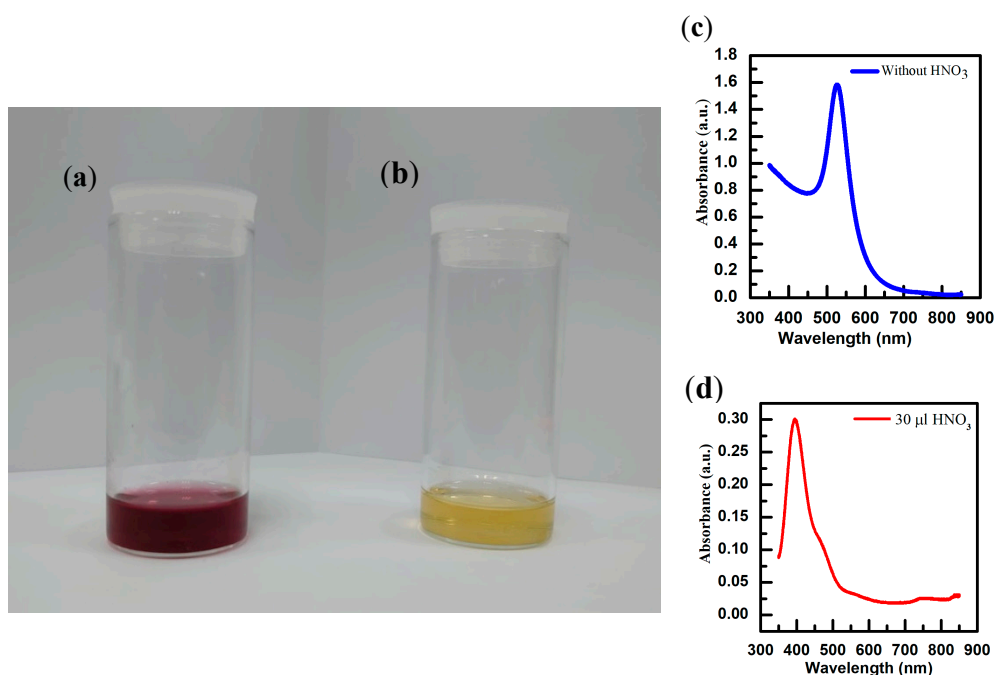 (a)
(b)
(c)
Without HNO3
1.8
1.6
1.4
1.2
1.0
0.8
0.6
0.4
0.2
0.0
Absorbance (a.u.)
300 400 500 600 700 800 900
Wavelength (nm)
(d)
30 µl HNO3
0.30
0.25
0.20
0.15
0.10
0.05
0.00
Absorbance (a.u.)
300 400 500 600 700 800 900
Wavelength (nm)